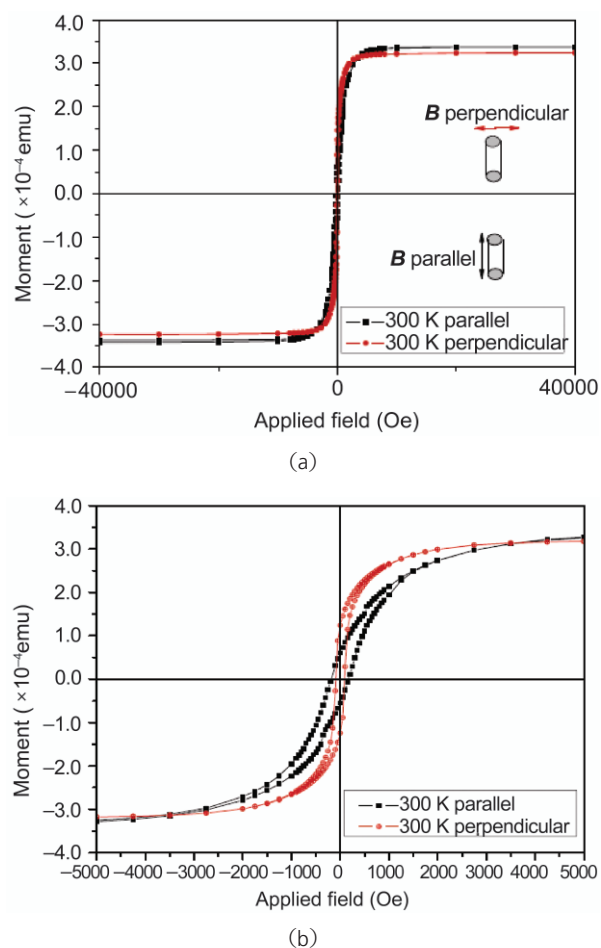 4.0
3.0
2.0
1.0
0.0
−1.0
−2.0
−3.0
−4.0
Moment ( ×10⁻⁴ emu)
B perpendicular
B parallel
300 K parallel
300 K perpendicular
−40000 0 40000
Applied field (Oe)
(a)
4.0
3.0
2.0
1.0
0.0
−1.0
−2.0
−3.0
−4.0
Moment ( ×10⁻⁴emu)
300 K parallel
300 K perpendicular
−5000 −4000 −3000 −2000 −1000 0 1000 2000 3000 4000 5000
Applied field (Oe)
(b)